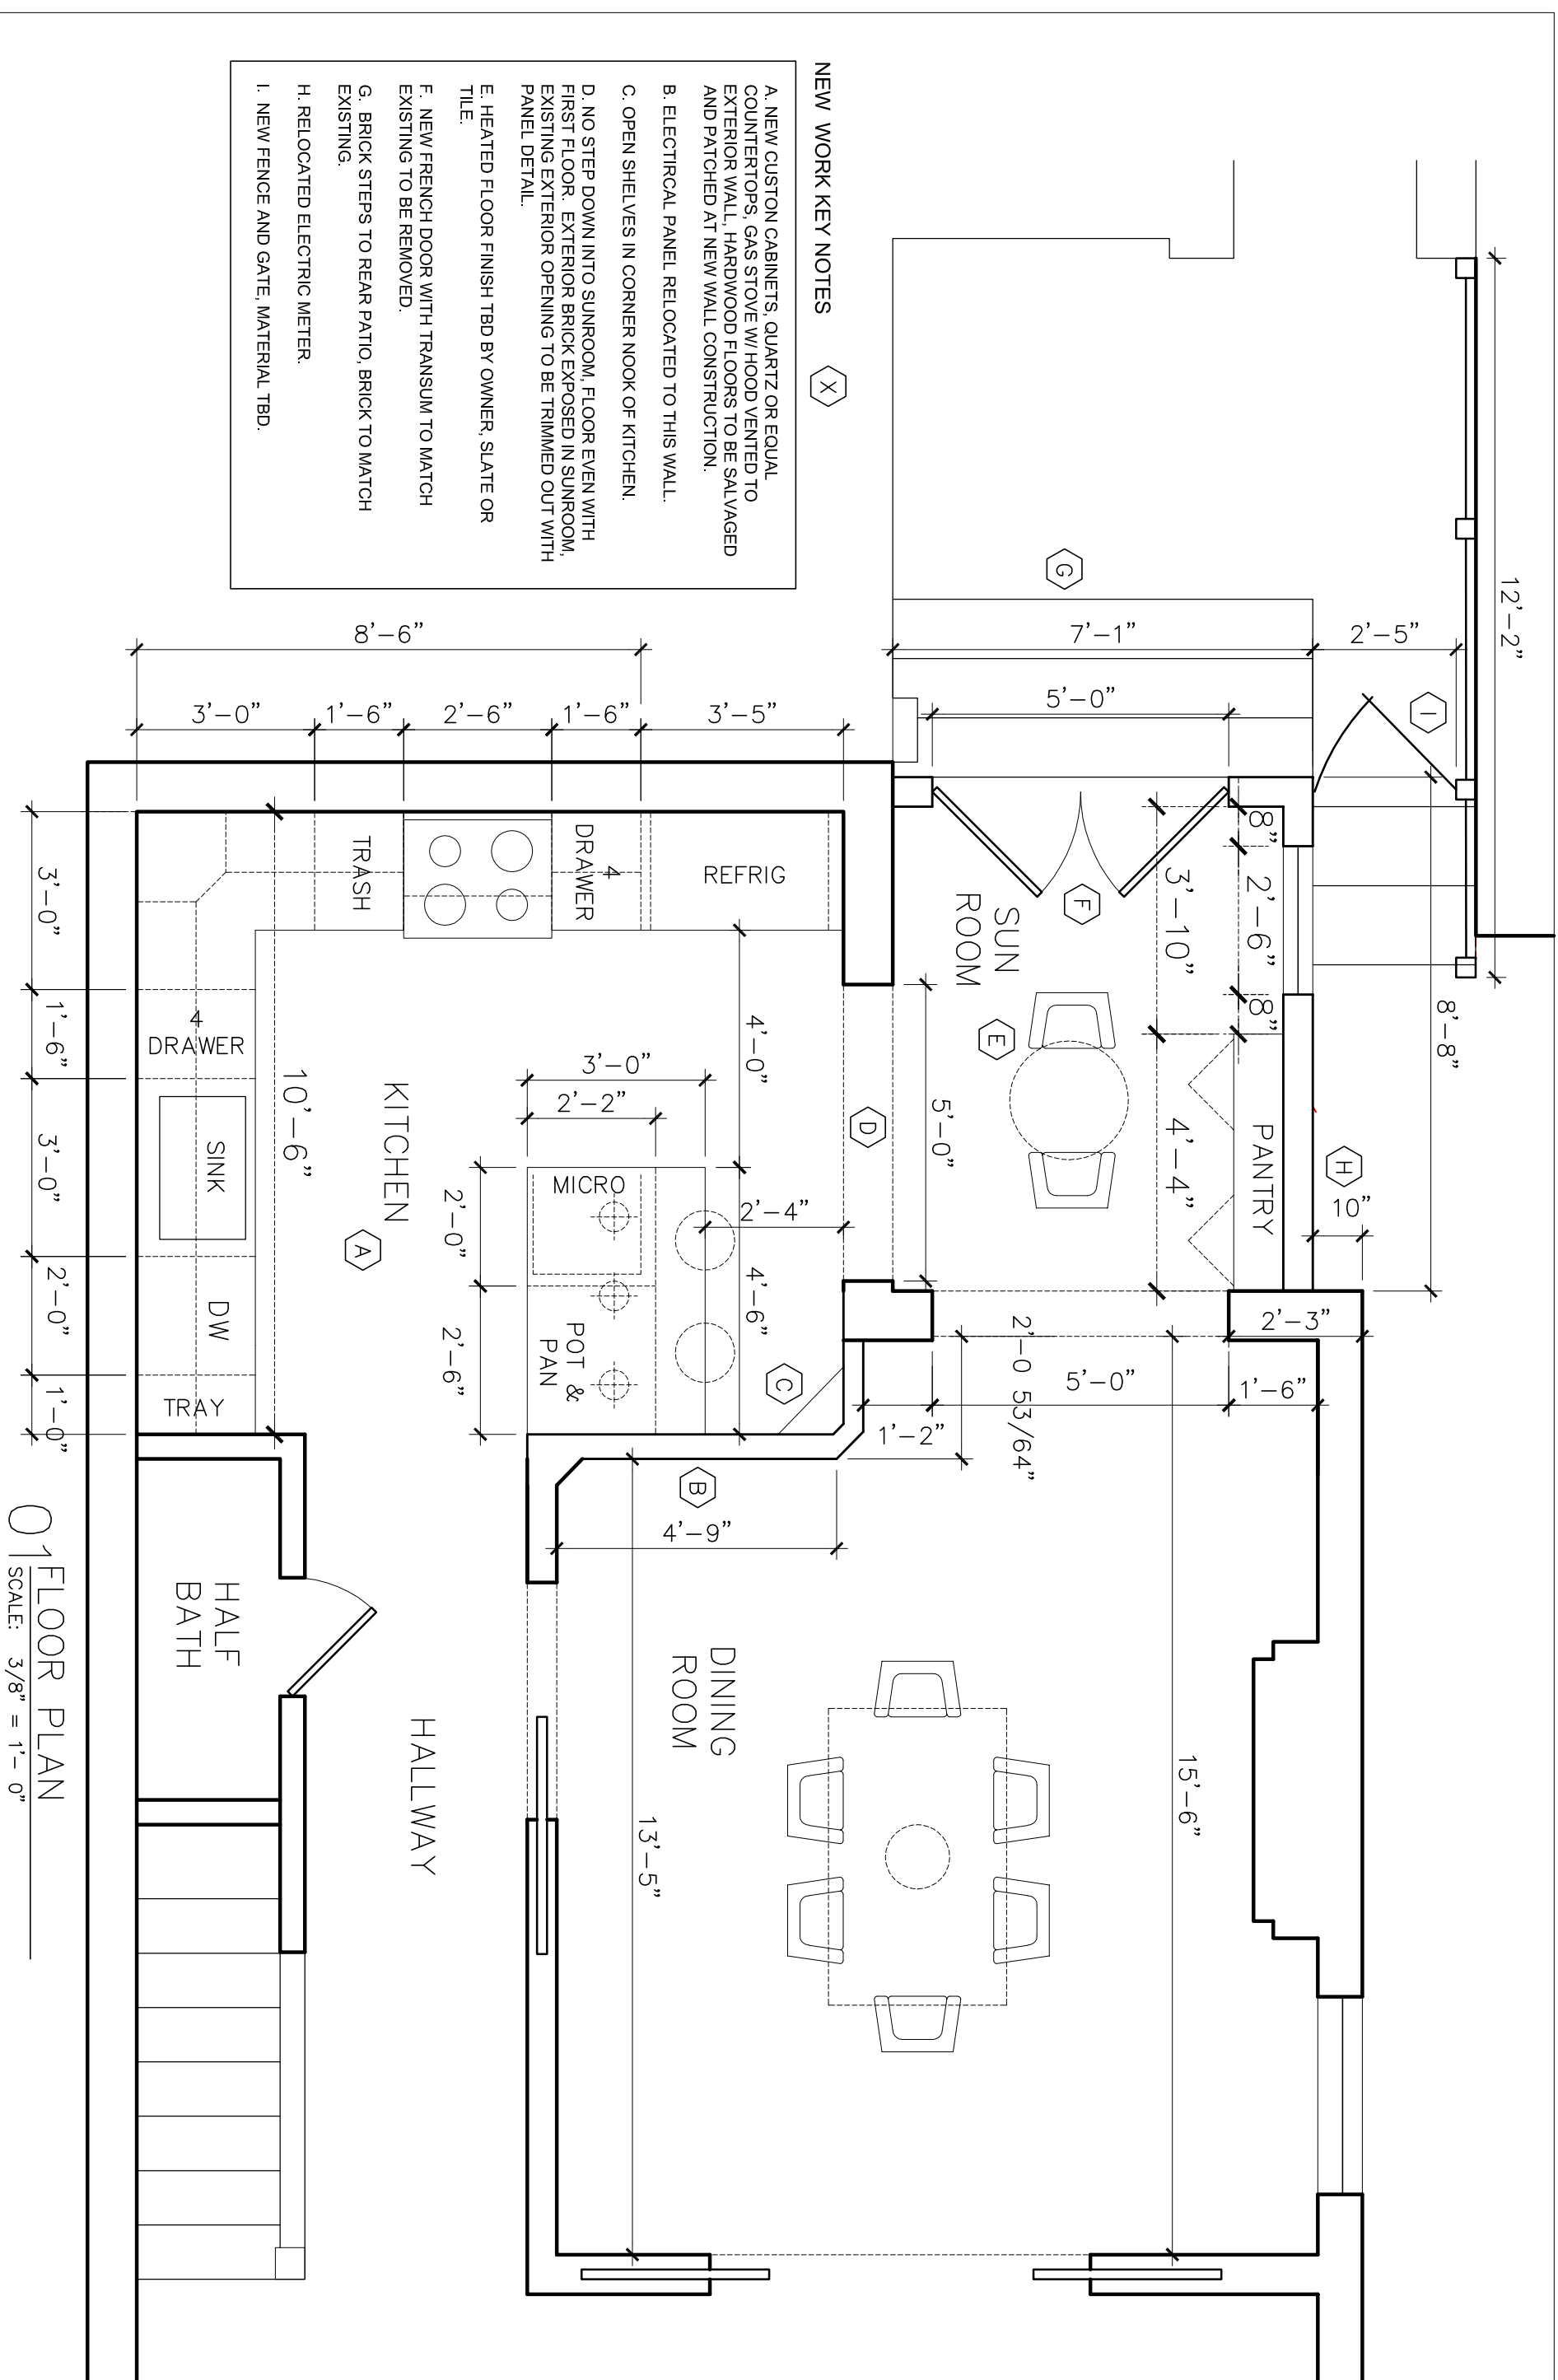 NEW WORK KEY NOTES
X
A. NEW CUSTON CABINETS, QUARTZ OR EQUAL
COUNTERTOPS, GAS STOVE W/ HOOD VENTED TO
EXTERIOR WALL, HARDWOOD FLOORS TO BE SALVAGED
AND PATCHED AT NEW WALL CONSTRUCTION.
B. ELECTIRCAL PANEL RELOCATED TO THIS WALL.
C. OPEN SHELVES IN CORNER NOOK OF KITCHEN.
D. NO STEP DOWN INTO SUNROOM, FLOOR EVEN WITH
FIRST FLOOR. EXTERIOR BRICK EXPOSED IN SUNROOM,
EXISTING EXTERIOR OPENING TO BE TRIMMED OUT WITH
PANEL DETAIL.
E. HEATED FLOOR FINISH TBD BY OWNER, SLATE OR
TILE.
F. NEW FRENCH DOOR WITH TRANSUM TO MATCH
EXISTING TO BE REMOVED.
G. BRICK STEPS TO REAR PATIO, BRICK TO MATCH
EXISTING.
H. RELOCATED ELECTRIC METER.
I. NEW FENCE AND GATE, MATERIAL TBD.
12'-2"
I
2'-5"
7'-1"
G
5'-0"
8'-8"
8"
2'-6"
8"
3'-10"
4'-4"
F
SUN
ROOM
E
PANTRY
H
10"
2'-3"
5'-0"
D
8'-6"
3'-0"
1'-6"
2'-6"
1'-6"
3'-5"
REFRIG
4
DRAWER
TRASH
4'-0"
3'-0"
2'-2"
2'-4"
4'-6"
MICRO
POT &
PAN
2'-0"
2'-6"
C
KITCHEN
A
10'-6"
4
DRAWER
SINK
DW
TRAY
3'-0"
1'-6"
3'-0"
2'-0"
1'-0"
2'-0 53/64"
5'-0"
1'-6"
1'-2"
B
4'-9"
15'-6"
DINING
ROOM
13'-5"
HALLWAY
HALF
BATH
01
FLOOR PLAN
SCALE: 3/8" = 1'- 0"